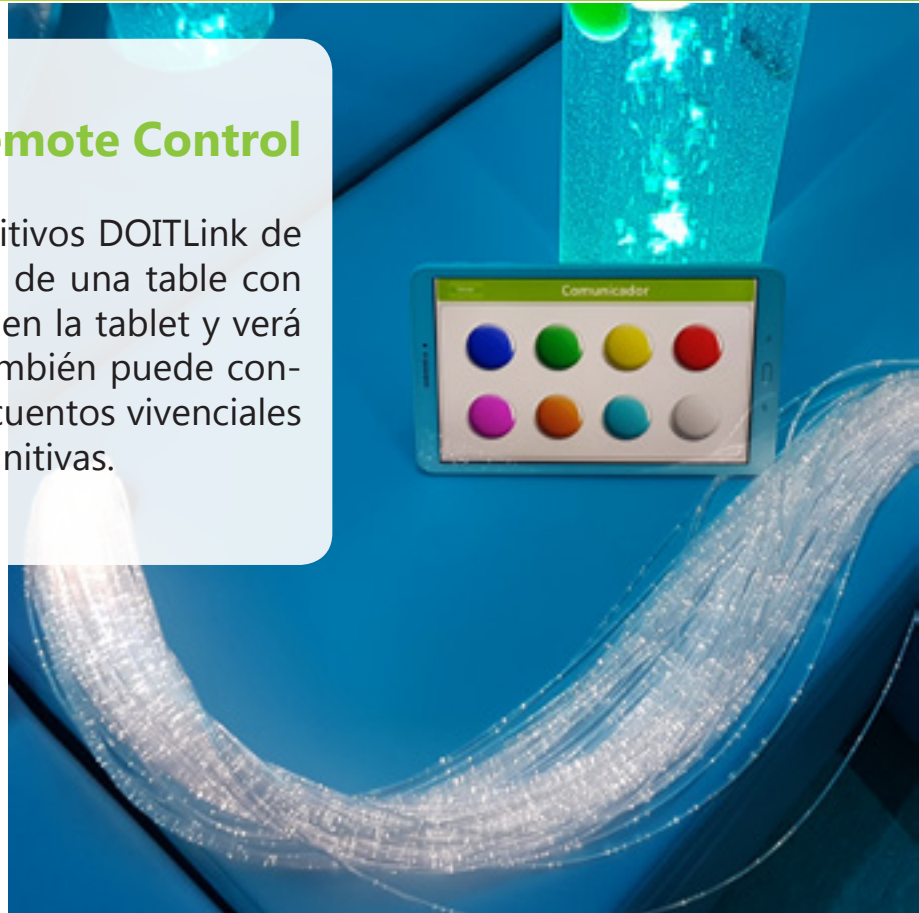 emote Control
itivos DOITLink de
de una table con
en la tablet y verá
mbién puede con-
cuentos vivenciales
nitivas.
Comunicador